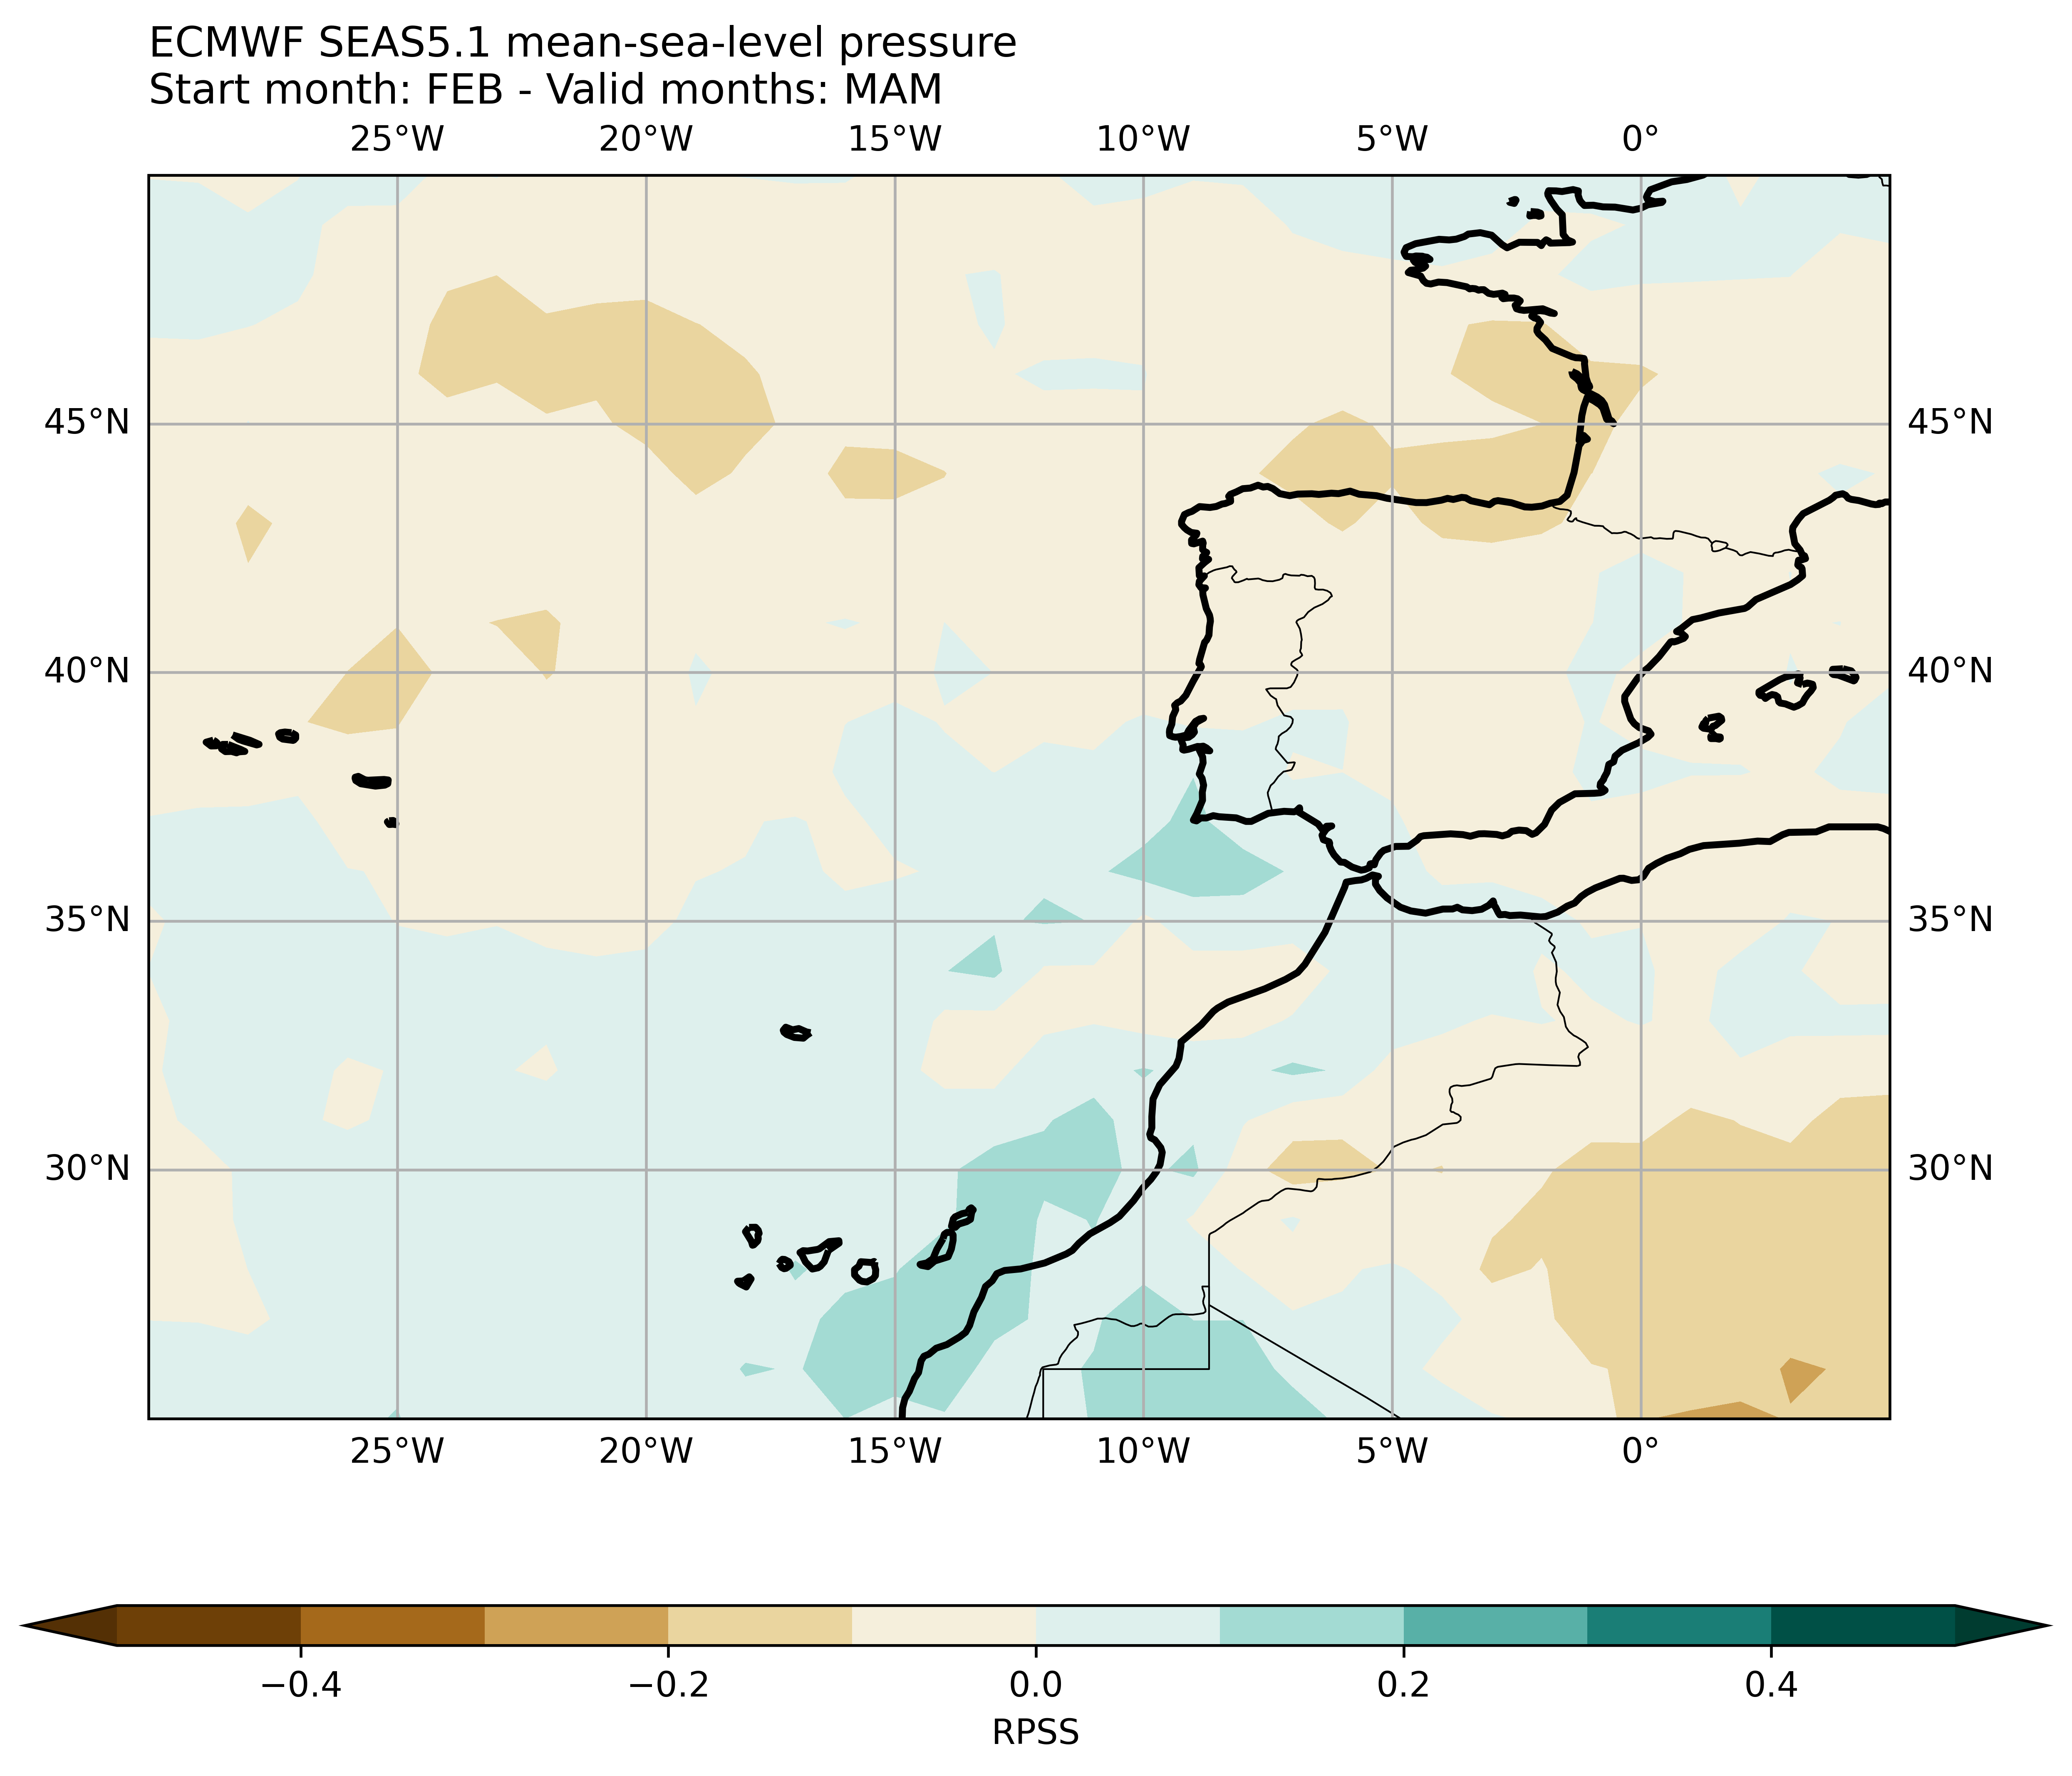 ECMWF SEAS5.1 mean-sea-level pressure
Start month: FEB - Valid months: MAM
25°W 20°W 15°W 10°W 5°W 0°
45°N 45°N
40°N 40°N
35°N 35°N
30°N 30°N
25°W 20°W 15°W 10°W 5°W 0°
−0.4 −0.2 0.0 0.2 0.4
RPSS